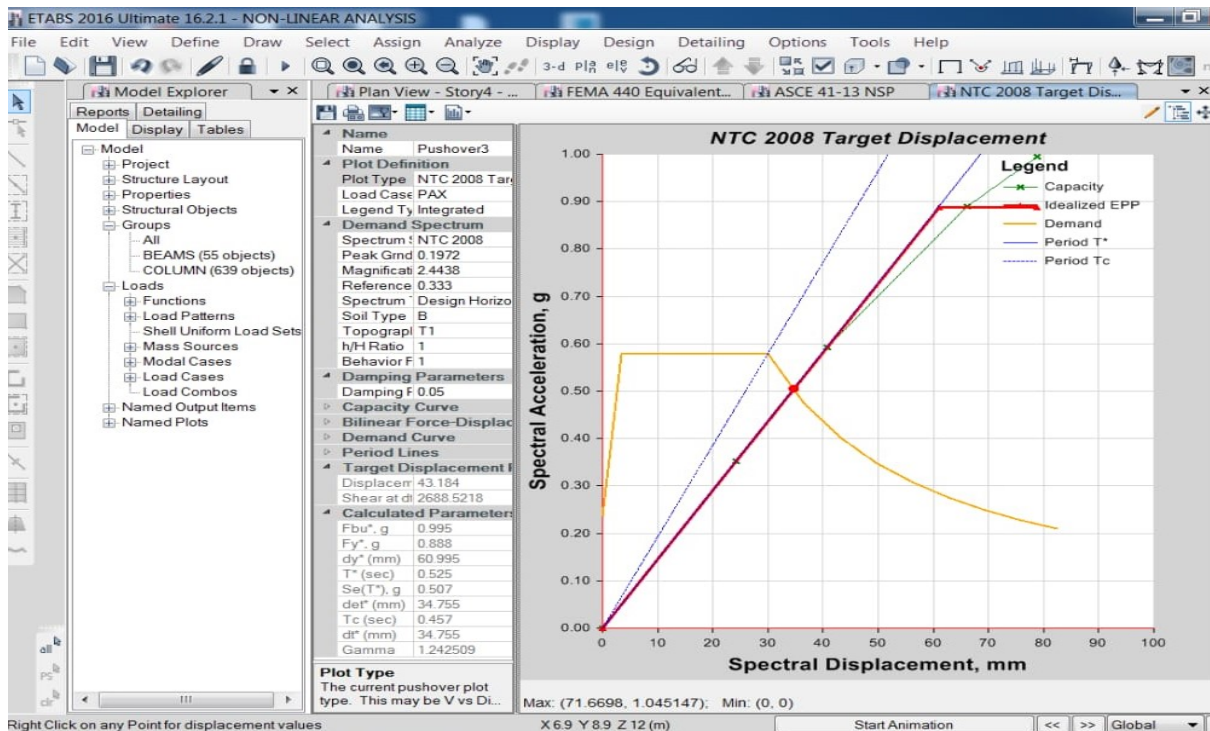 ETABS 2016 Ultimate 16.2.1 - NON-LINEAR ANALYSIS
File Edit View Define Draw Select Assign Analyze Display Design Detailing Options Tools Help
3-d
Model Explorer
Plan View - Story4 - ...
FEMA 440 Equivalent...
ASCE 41-13 NSP
NTC 2008 Target Dis...
Reports Detailing
Model Display Tables
Model
Project
Structure Layout
Properties
Structural Objects
Groups
All
BEAMS (55 objects)
COLUMN (639 objects)
Loads
Functions
Load Patterns
Shell Uniform Load Sets
Mass Sources
Modal Cases
Load Cases
Load Combos
Named Output Items
Named Plots
all
PS
clr
Name
Name Pushover3
Plot Definition
Plot Type NTC 2008 Tar
Load Case PAX
Legend Ty Integrated
Demand Spectrum
Spectrum NTC 2008
Peak Grnd 0.1972
Magnificati 2.4438
Reference 0.333
Spectrum Design Horizo
Soil Type B
Topograpl T1
h/H Ratio 1
Behavior F 1
Damping Parameters
Damping F 0.05
Capacity Curve
Bilinear Force-Displac
Demand Curve
Period Lines
Target Displacement
Displacem 43.184
Shear at d 2688.5218
Calculated Parameter
Fbu*, g 0.995
Fy*, g 0.888
dy* (mm) 60.995
T* (sec) 0.525
Se(T*), g 0.507
det* (mm) 34.755
Tc (sec) 0.457
dt* (mm) 34.755
Gamma 1.242509
Plot Type
The current pushover plot
type. This may be V vs Di...
NTC 2008 Target Displacement
Legend
Capacity
Idealized EPP
Demand
Period T*
Period Tc
Spectral Acceleration, g
1.00
0.90
0.80
0.70
0.60
0.50
0.40
0.30
0.20
0.10
0.00
0 10 20 30 40 50 60 70 80 90 100
Spectral Displacement, mm
Max: (71.6698, 1.045147); Min: (0, 0)
Right Click on any Point for displacement values
X 6.9 Y 8.9 Z 12 (m)
Start Animation
<< >> Global